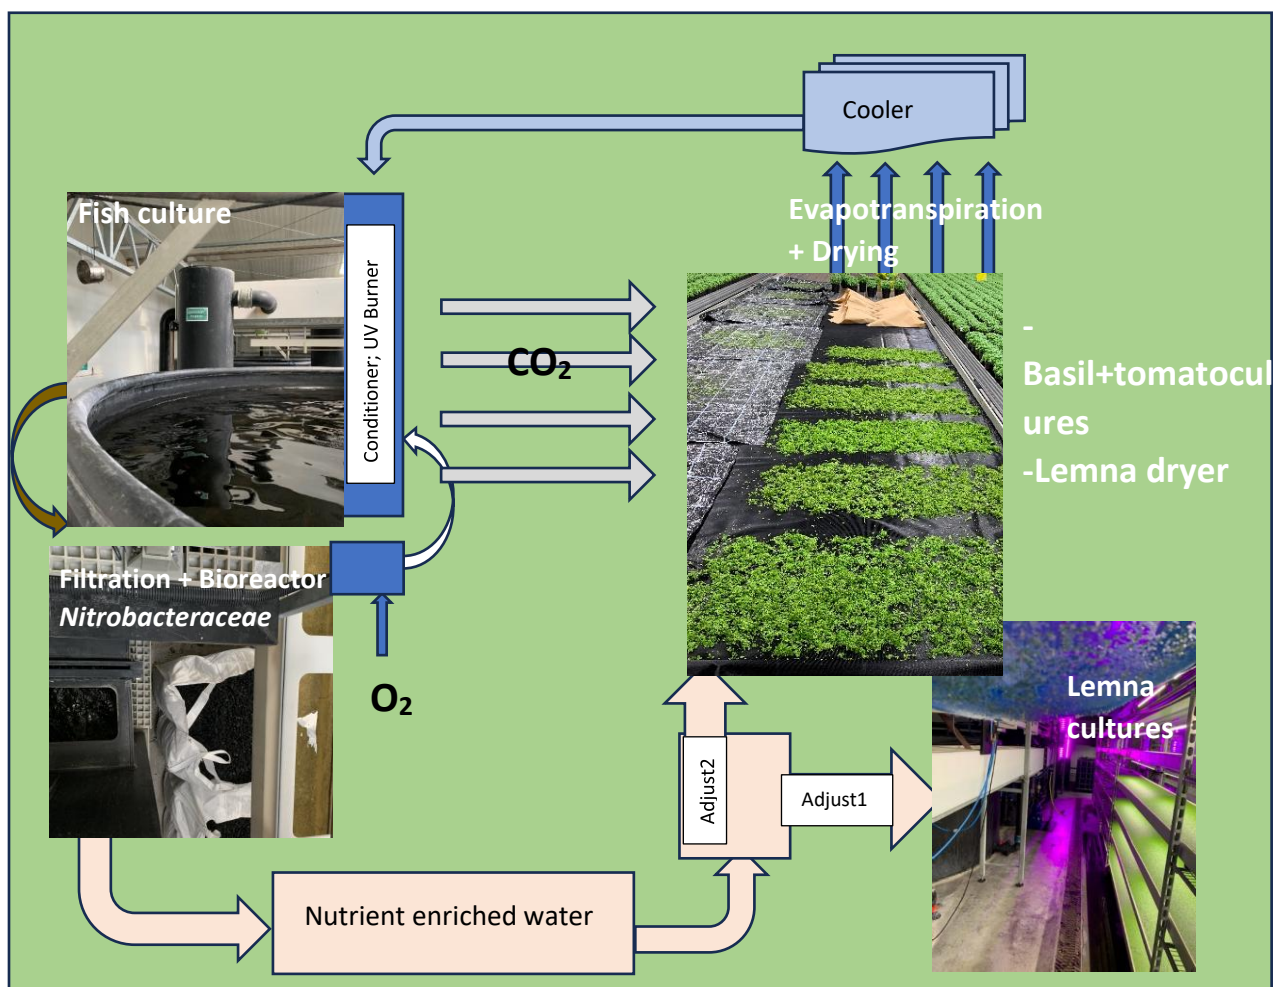 Cooler
Fish culture
Evapotranspiration
+ Drying
Conditioner; UV Burner
CO₂
-
Basil+tomatocul
ures
-Lemna dryer
Filtration + Bioreactor
Nitrobacteraceae
O₂
Lemna
cultures
Adjust2
Adjust1
Nutrient enriched water